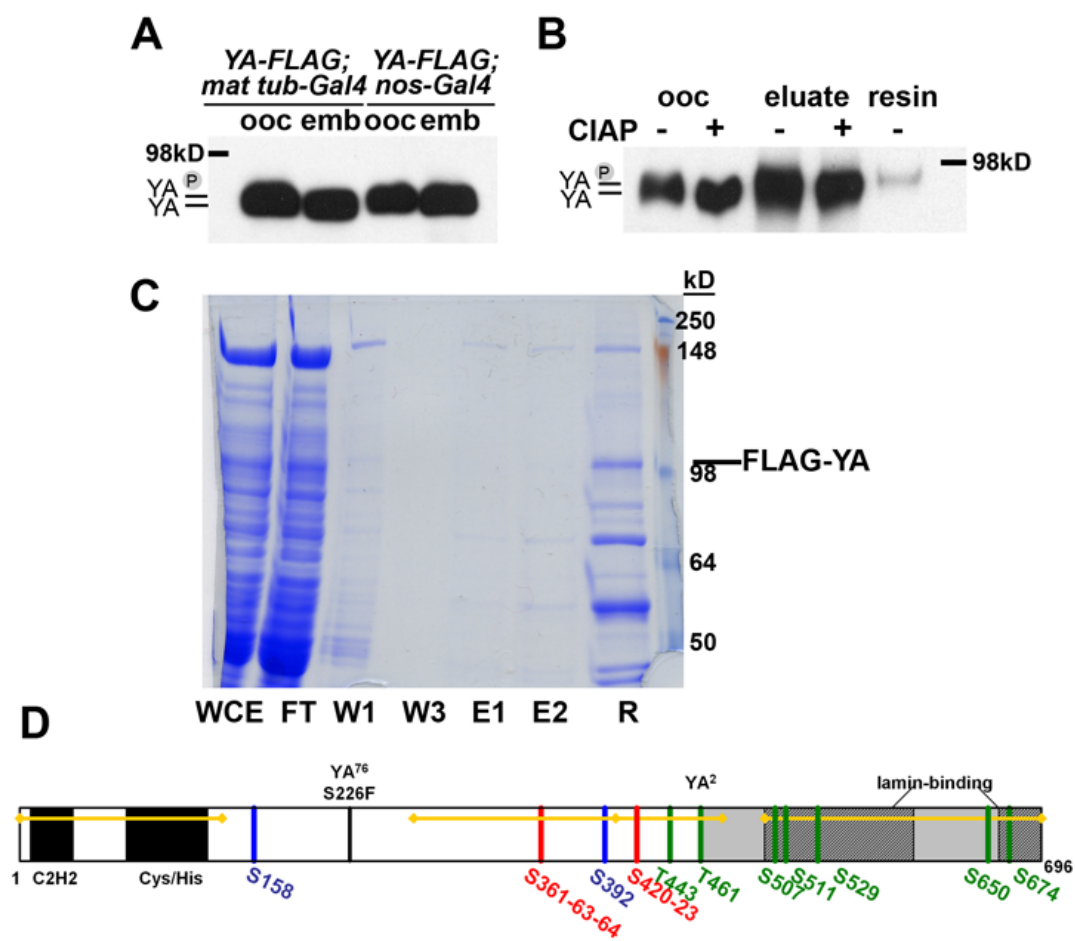 A
YA-FLAG; YA-FLAG;
mat tub-Gal4 nos-Gal4
ooc emb ooc emb
98kD
YA P
YA
B
ooc eluate resin
CIAP - + - + -
98kD
YA P
YA
C
kD
250
148
FLAG-YA
98
64
50
WCE FT W1 W3 E1 E2 R
D
YA76
S226F
YA2
lamin-binding
1 C2H2 Cys/His S158 S361-63-64 S392 S420-23 T443 T461 S507 S511 S529 S650 S674 696